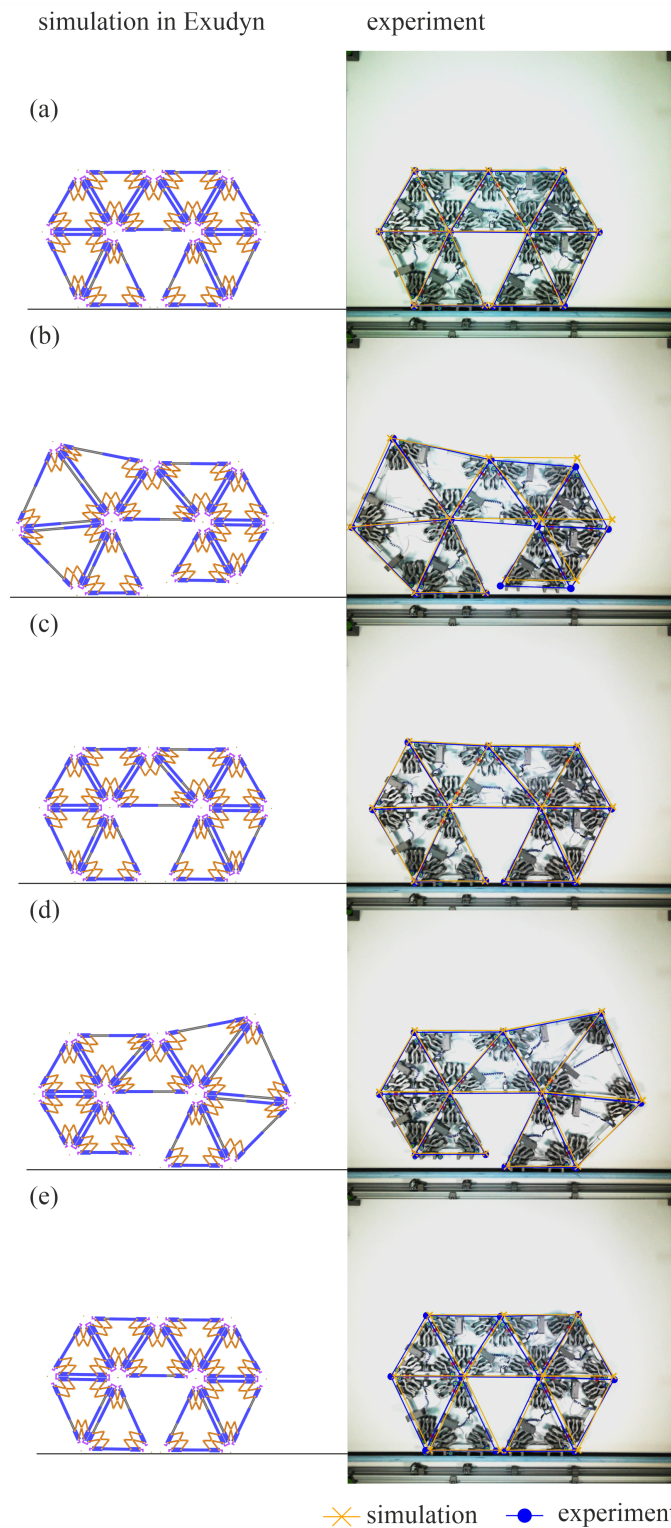 simulation in Exudyn experiment
(a)
(b)
(c)
(d)
(e)
simulation experiment